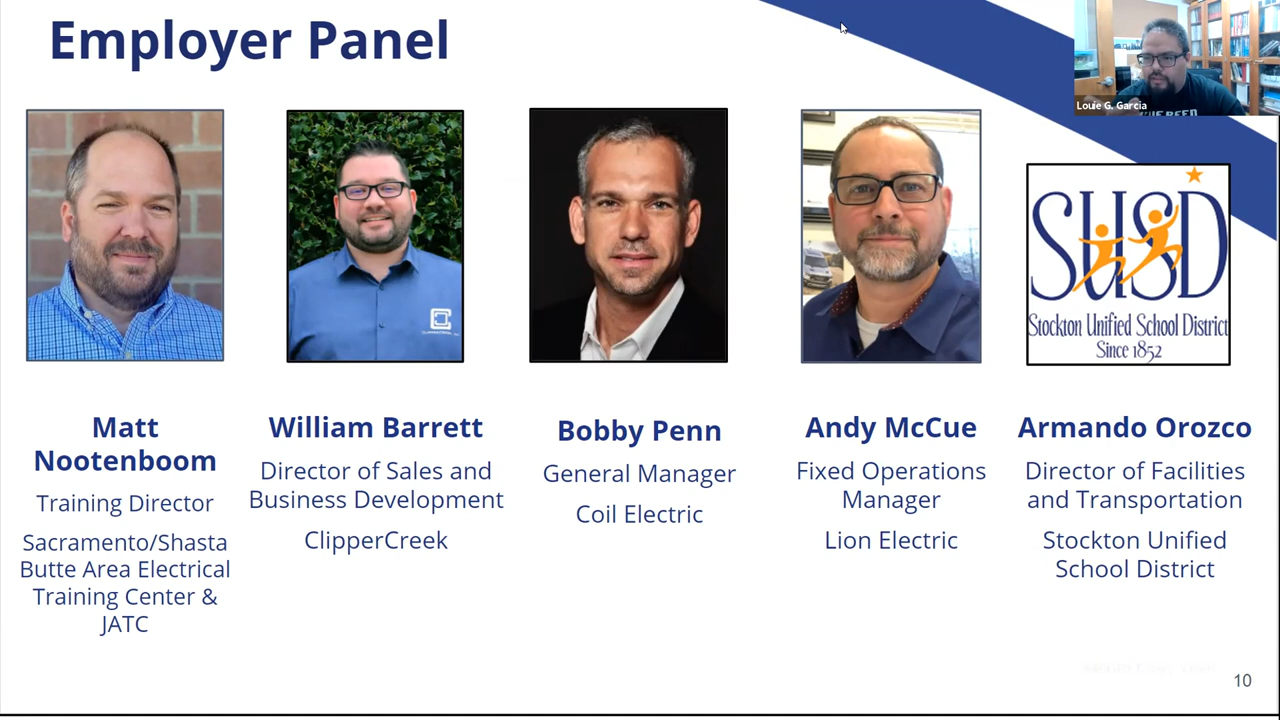 Employer Panel
Louie G. Garcia
SUSD
Stockton Unified School District
Since 1852
Matt
Nootenboom
Training Director
Sacramento/Shasta
Butte Area Electrical
Training Center &
JATC
William Barrett
Director of Sales and
Business Development
ClipperCreek
Bobby Penn
General Manager
Coil Electric
Andy McCue
Fixed Operations
Manager
Lion Electric
Armando Orozco
Director of Facilities
and Transportation
Stockton Unified
School District
10